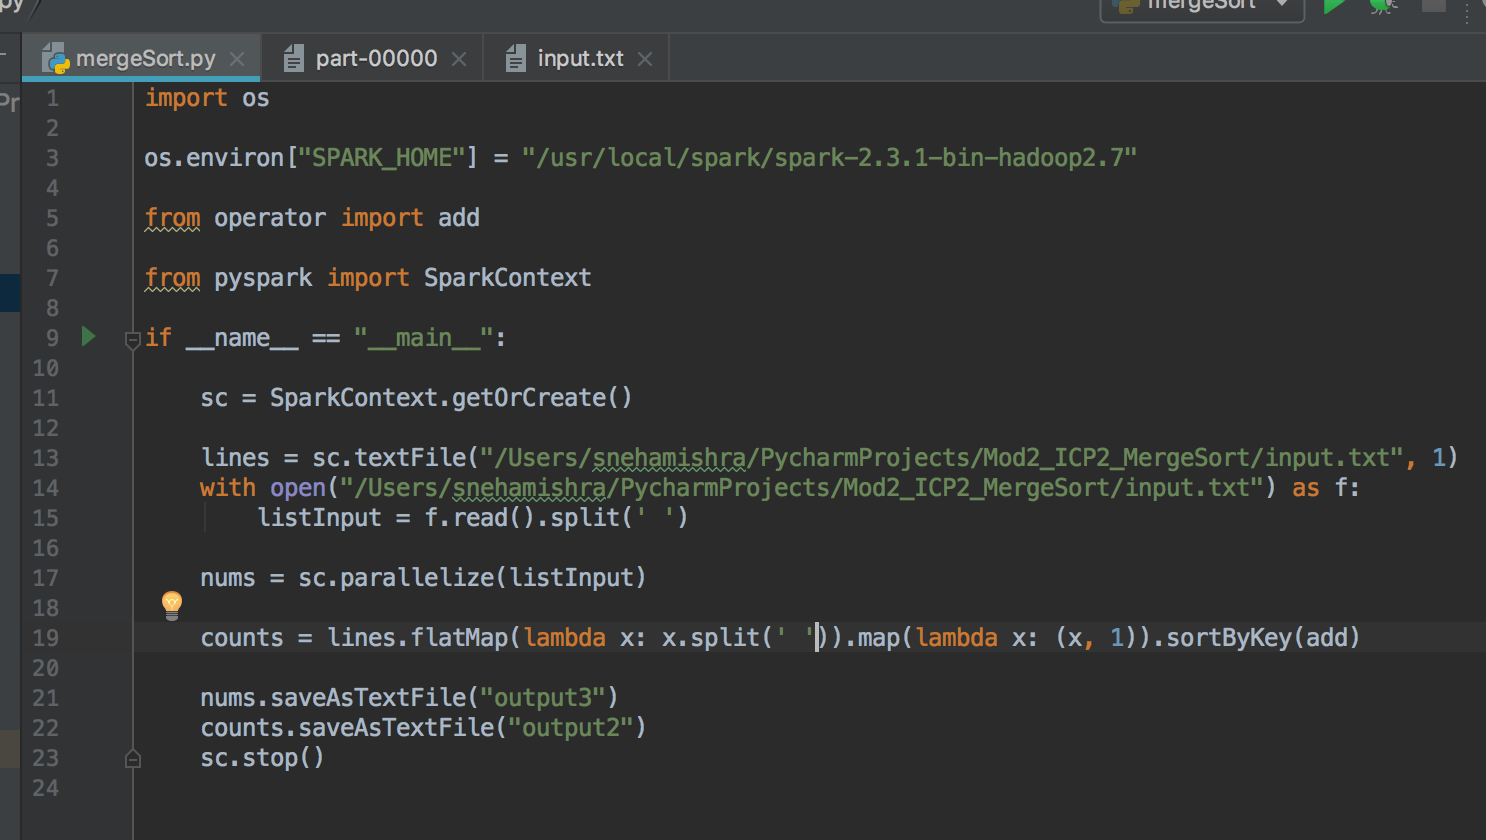 py
mergeSort
mergeSort.py
part-00000
input.txt
Pr
1 import os
2
3 os.environ["SPARK_HOME"] = "/usr/local/spark/spark-2.3.1-bin-hadoop2.7"
4
5 from operator import add
6
7 from pyspark import SparkContext
8
9 if __name__ == "__main__":
10
11 sc = SparkContext.getOrCreate()
12
13 lines = sc.textFile("/Users/snehamishra/PycharmProjects/Mod2_ICP2_MergeSort/input.txt", 1)
14 with open("/Users/snehamishra/PycharmProjects/Mod2_ICP2_MergeSort/input.txt") as f:
15 listInput = f.read().split(' ')
16
17 nums = sc.parallelize(listInput)
18
19 counts = lines.flatMap(lambda x: x.split(' ')).map(lambda x: (x, 1)).sortByKey(add)
20
21 nums.saveAsTextFile("output3")
22 counts.saveAsTextFile("output2")
23 sc.stop()
24